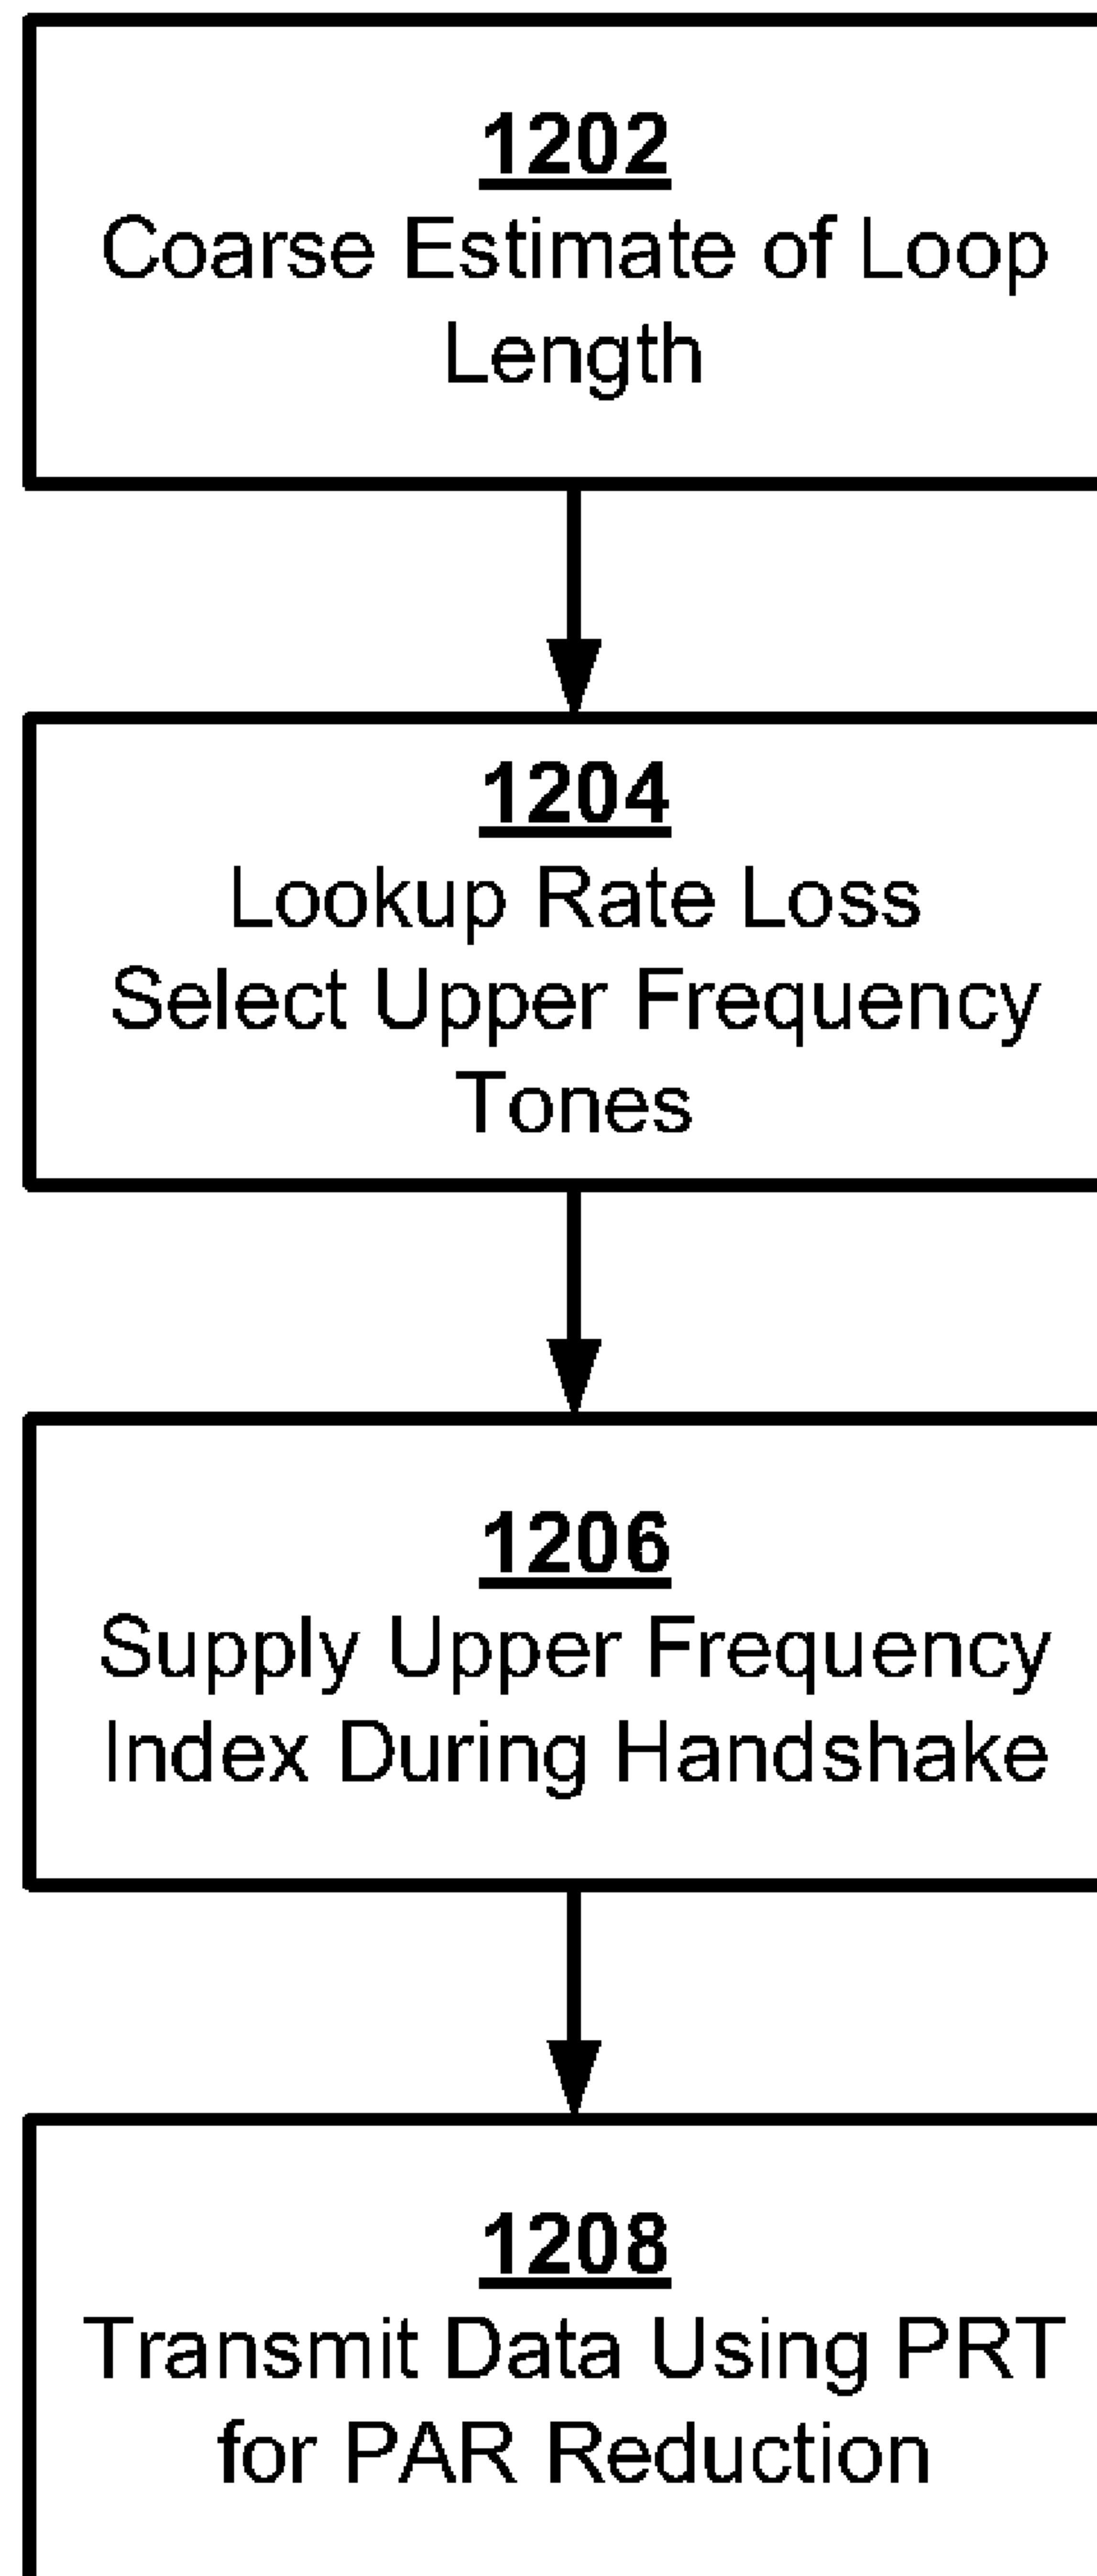 1202
Coarse Estimate of Loop
Length
1204
Lookup Rate Loss
Select Upper Frequency
Tones
1206
Supply Upper Frequency
Index During Handshake
1208
Transmit Data Using PRT
for PAR Reduction